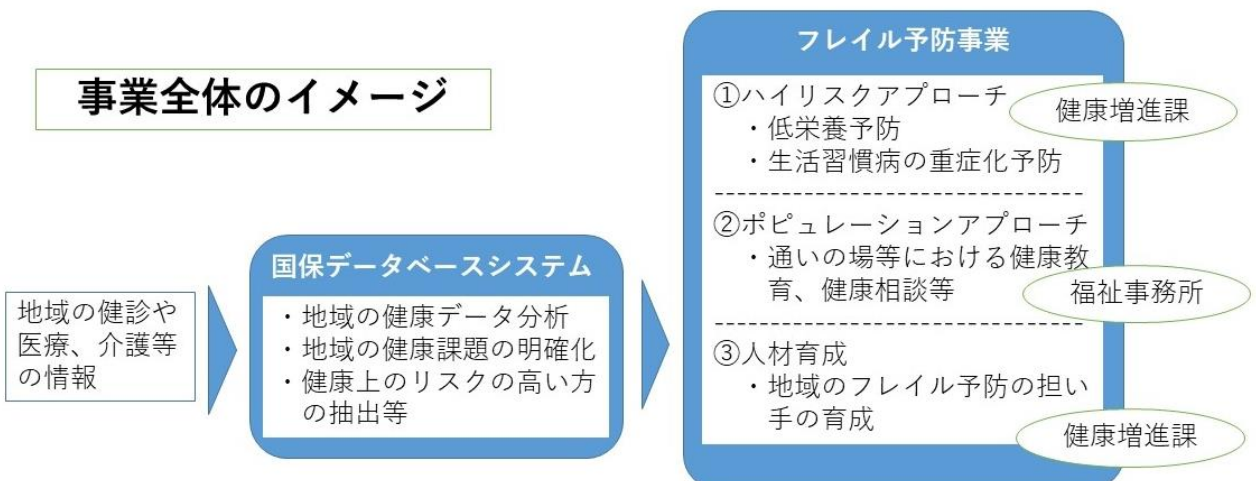 事業全体のイメージ
地域の健診や
医療、介護等
の情報
国保データベースシステム
・地域の健康データ分析
・地域の健康課題の明確化
・健康上のリスクの高い方
の抽出等
フレイル予防事業
①ハイリスクアプローチ
・低栄養予防
・生活習慣病の重症化予防
健康増進課
②ポピュレーションアプローチ
・通いの場等における健康教
育、健康相談等
福祉事務所
③人材育成
・地域のフレイル予防の担い
手の育成
健康増進課